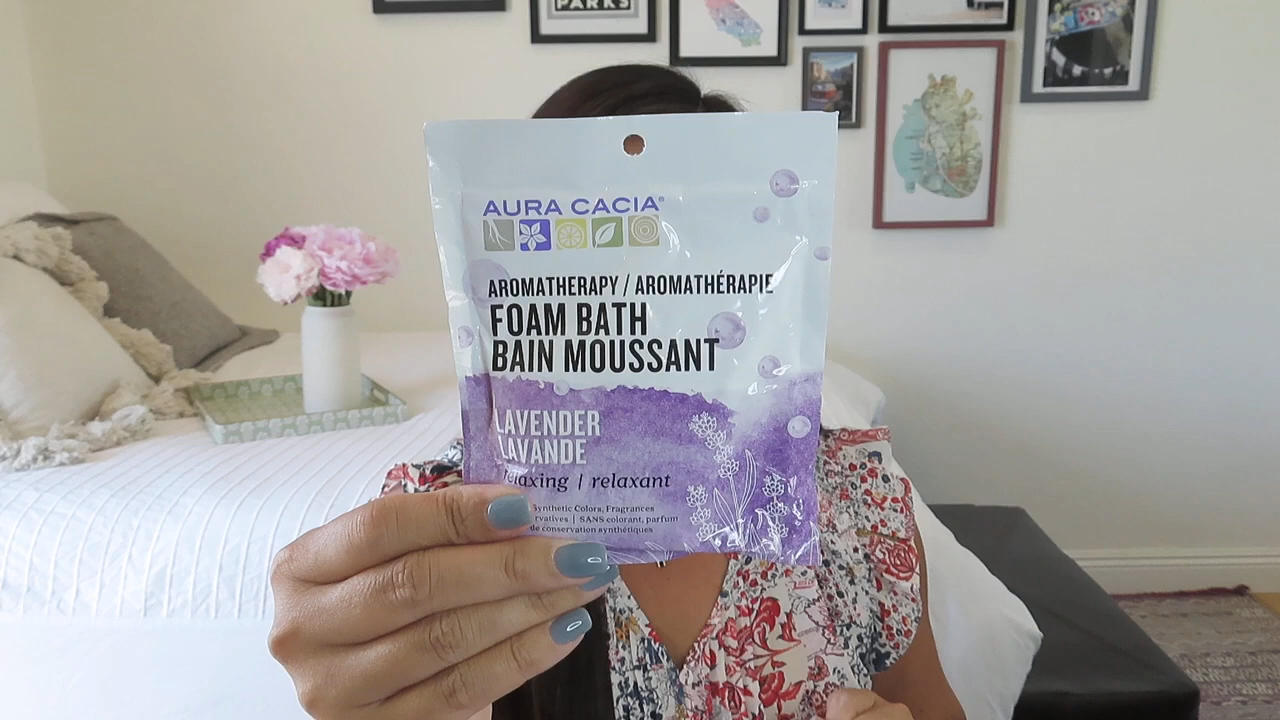 PARKS
AURA CACIA®
AROMATHERAPY / AROMATHÉRAPIE
FOAM BATH
BAIN MOUSSANT
LAVENDER
LAVANDE
relaxing / relaxant
Synthetic Colors, Fragrances
| SANS colorant, parfum
de conservation synthétiques